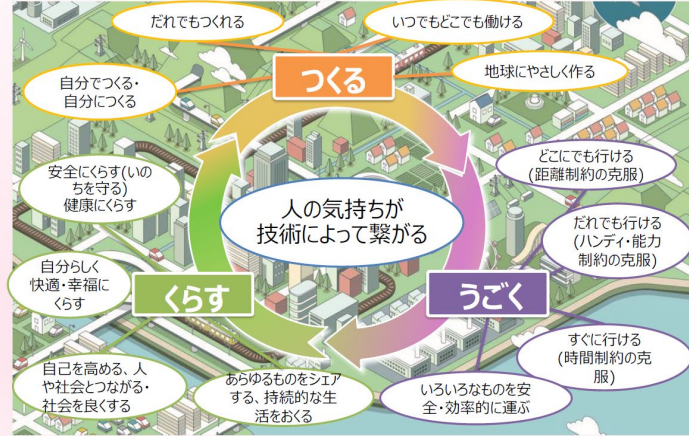 だれでもつくれる
いつでもどこでも働ける
つくる
地球にやさしく作る
自分でつくる・
自分につくる
どこにでも行ける
(距離制約の克服)
安全にくらす(いの
ちを守る)
健康にくらす
人の気持ちが
技術によって繋がる
だれでも行ける
(ハンディ・能力
制約の克服)
自分らしく
快適・幸福に
くらす
くらす
うごく
すぐに行ける
(時間制約の克
服)
自己を高める、人
や社会とつながる・
社会を良くする
あらゆるものをシェア
する、持続的な生
活をおくる
いろいろなものを安
全・効率的に運ぶ